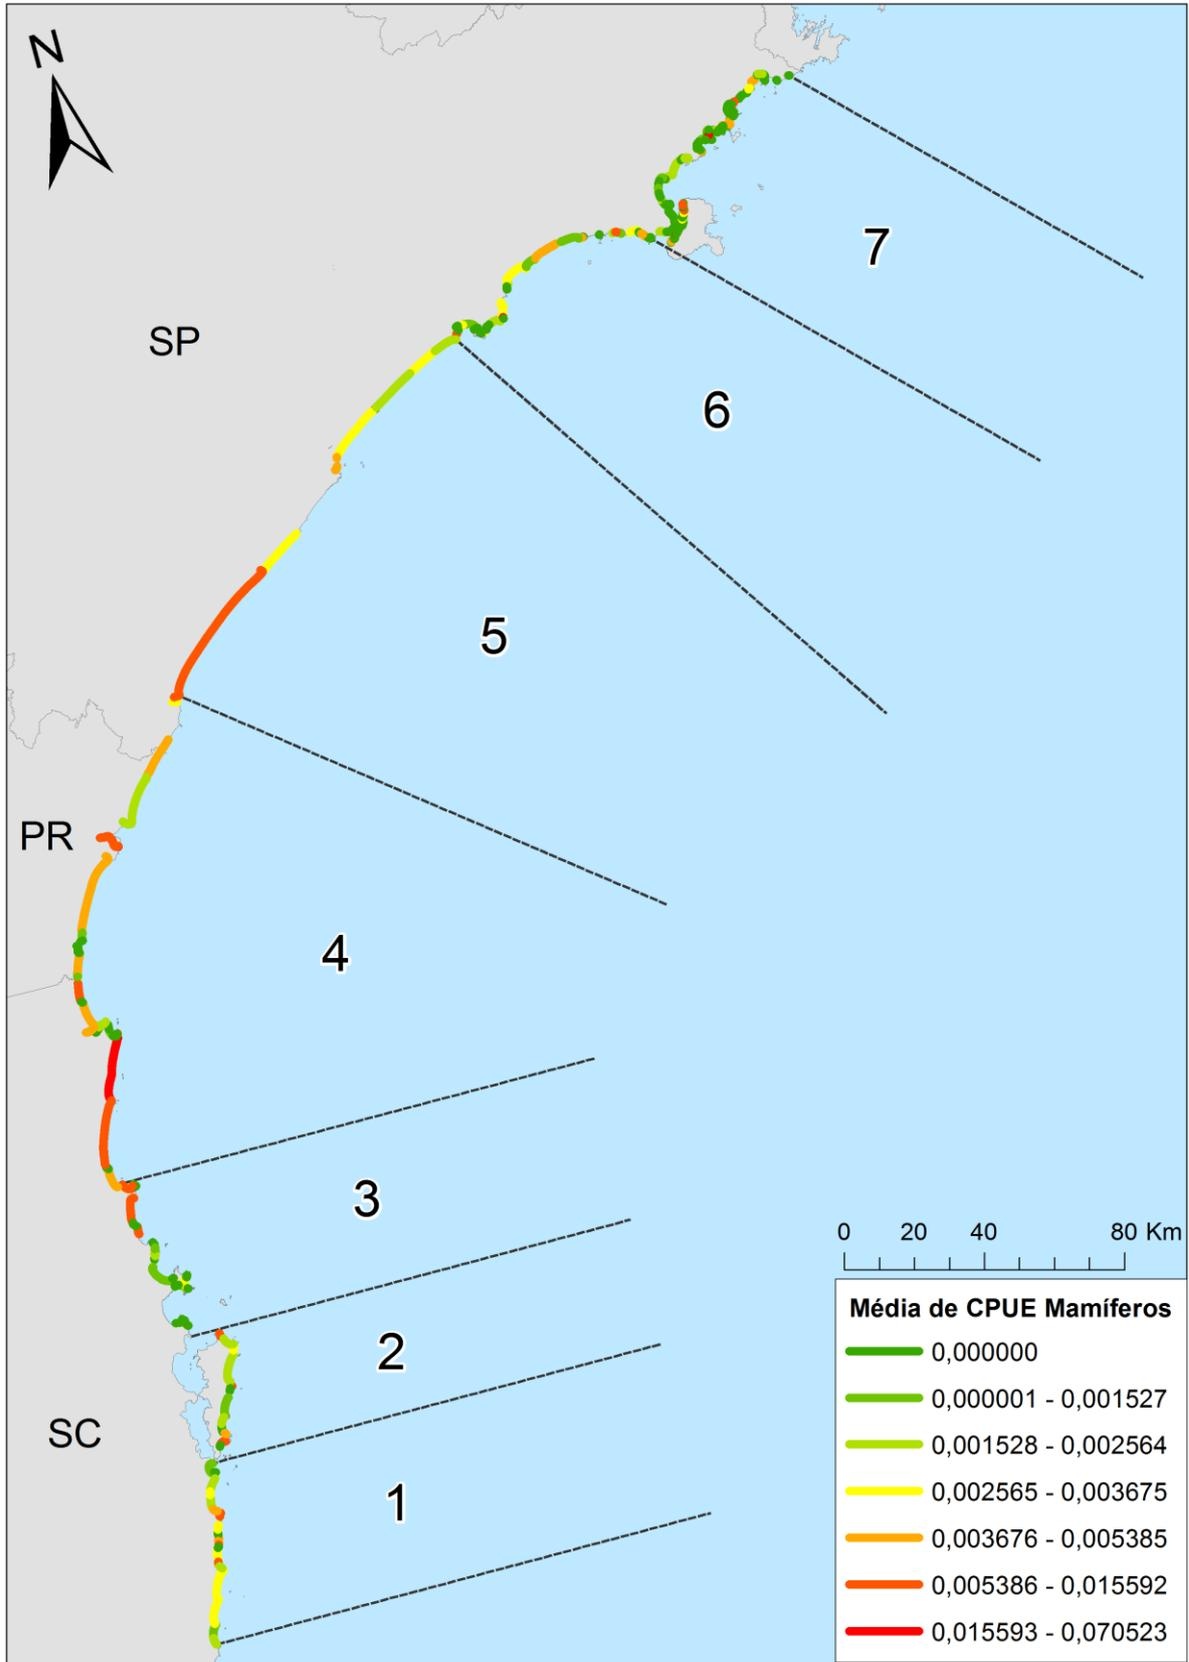 N
7
SP
6
5
PR
4
3
2
SC
1
0 20 40 80 Km
Média de CPUE Mamíferos
0,000000
0,000001 - 0,001527
0,001528 - 0,002564
0,002565 - 0,003675
0,003676 - 0,005385
0,005386 - 0,015592
0,015593 - 0,070523